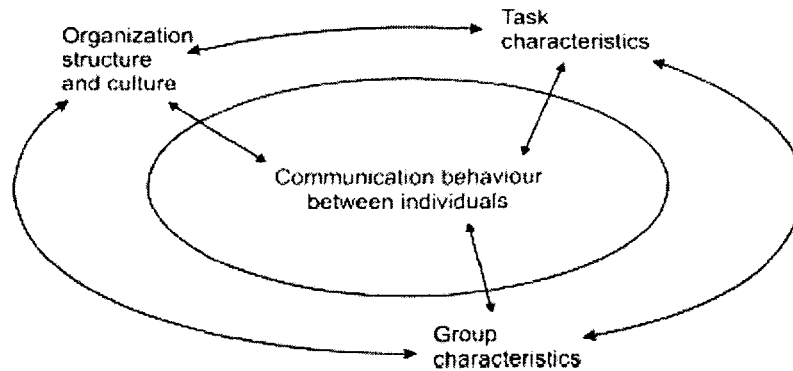 Organization
structure
and culture
Task
characteristics
Communication behaviour
between individuals
Group
characteristics